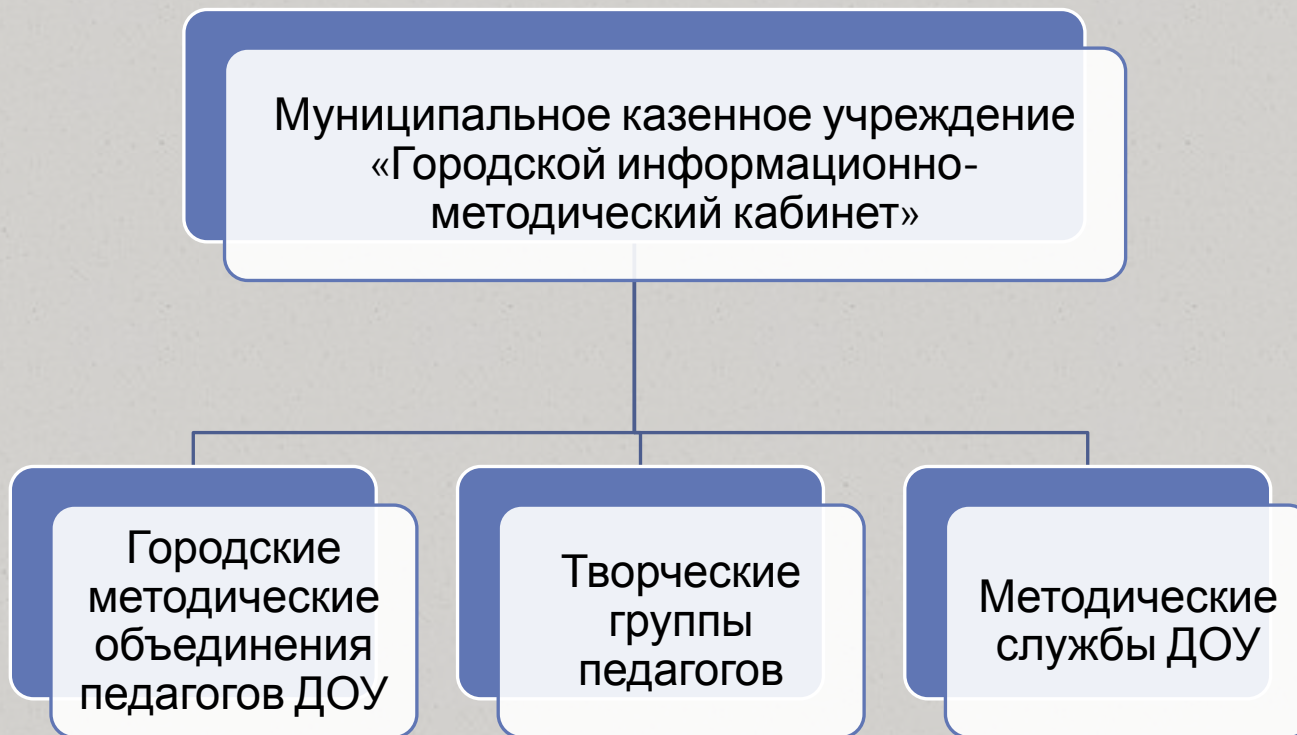 Муниципальное казенное учреждение
«Городской информационно-
методический кабинет»
Городские
методические
объединения
педагогов ДОУ
Творческие
группы
педагогов
Методические
службы ДОУ